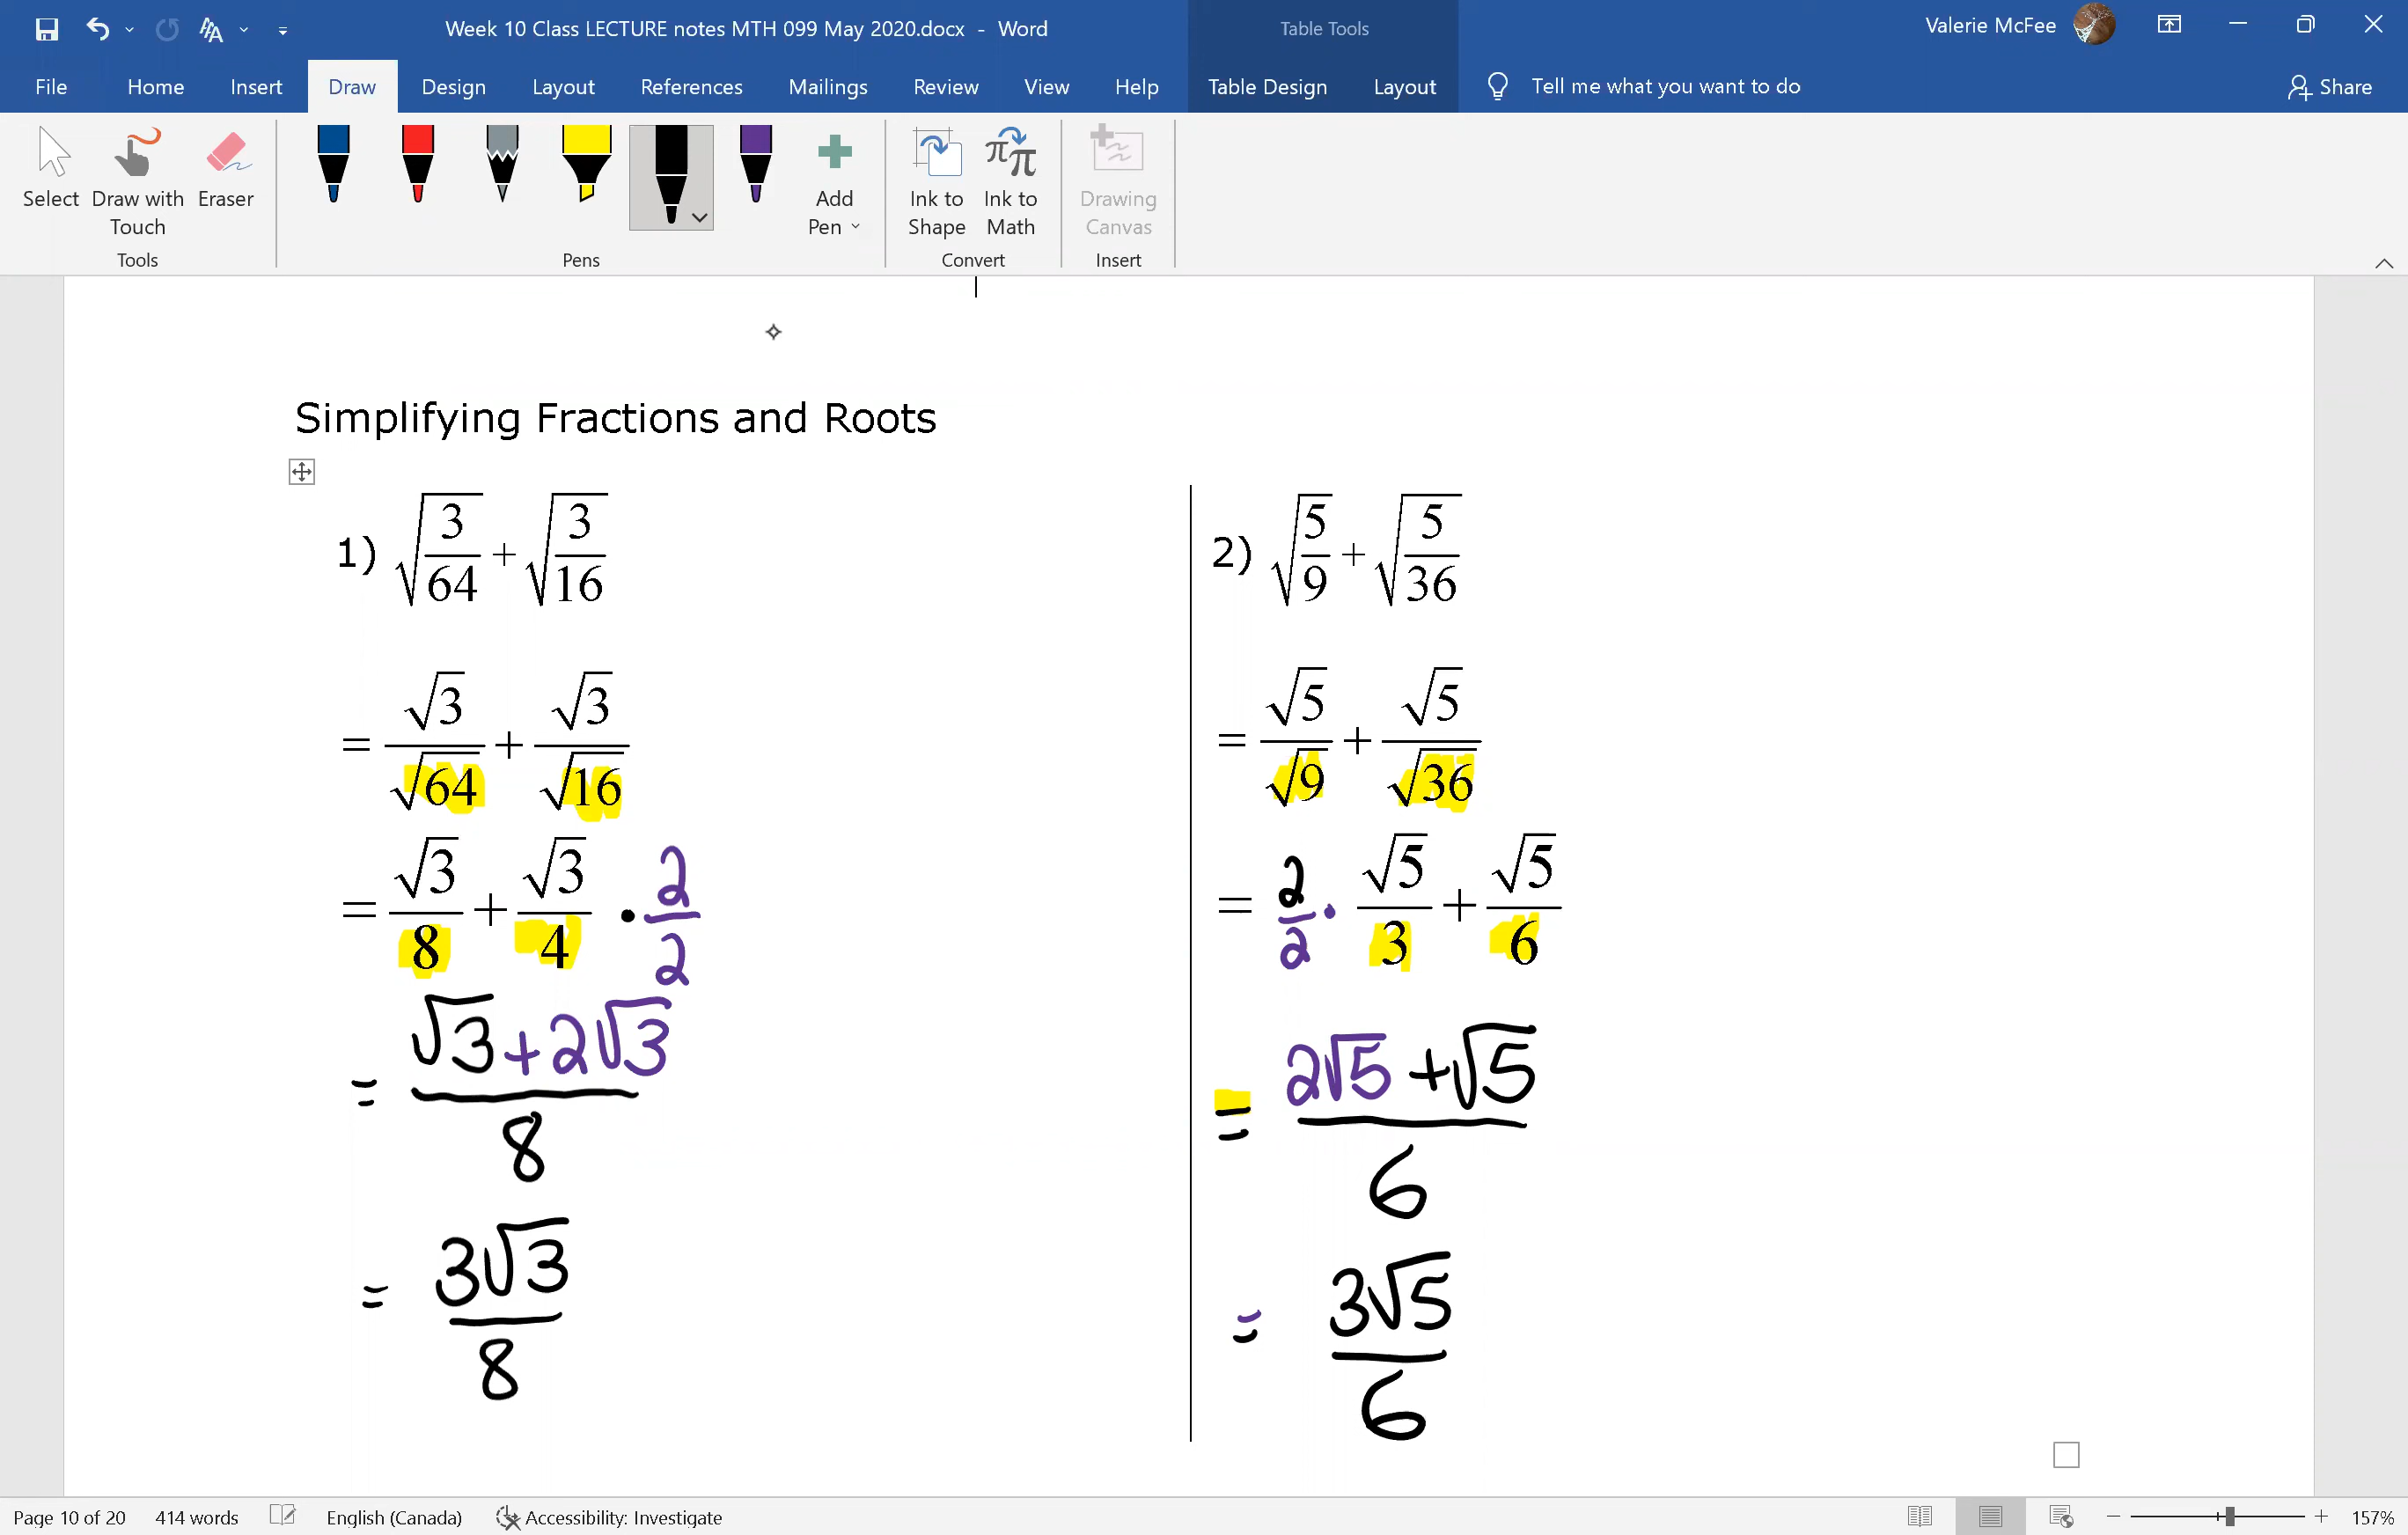 Week 10 Class LECTURE notes MTH 099 May 2020.docx - Word
Table Tools
Valerie McFee
File Home Insert Draw Design Layout References Mailings Review View Help Table Design Layout Tell me what you want to do Share
Select Draw with Touch Eraser
Add Pen
Ink to Shape Ink to Math
Drawing Canvas
Tools Pens Convert Insert
Simplifying Fractions and Roots
1) √(3/64) + √(3/16)
= √3/√64 + √3/√16
= √3/8 + √3/4 · 2/2
= (√3 + 2√3)/8
= 3√3/8
2) √(5/9) + √(5/36)
= √5/√9 + √5/√36
= 2/2 · √5/3 + √5/6
= (2√5 + √5)/6
= 3√5/6
Page 10 of 20 414 words English (Canada) Accessibility: Investigate 157%